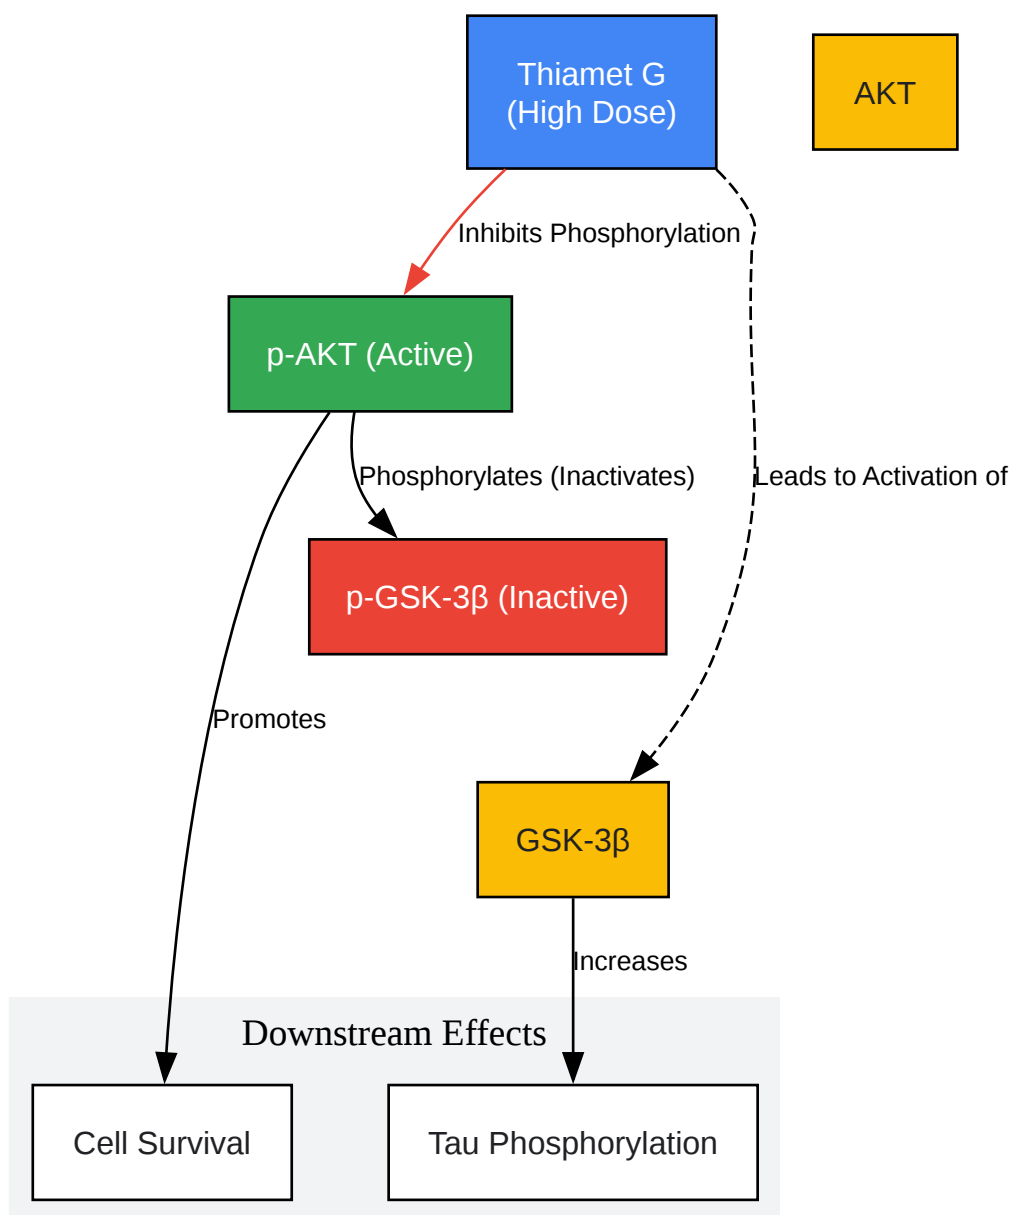 Thiamet G
(High Dose)
AKT
Inhibits Phosphorylation
p-AKT (Active)
Phosphorylates (Inactivates)
Leads to Activation of
p-GSK-3β (Inactive)
Promotes
GSK-3β
Increases
Downstream Effects
Cell Survival
Tau Phosphorylation